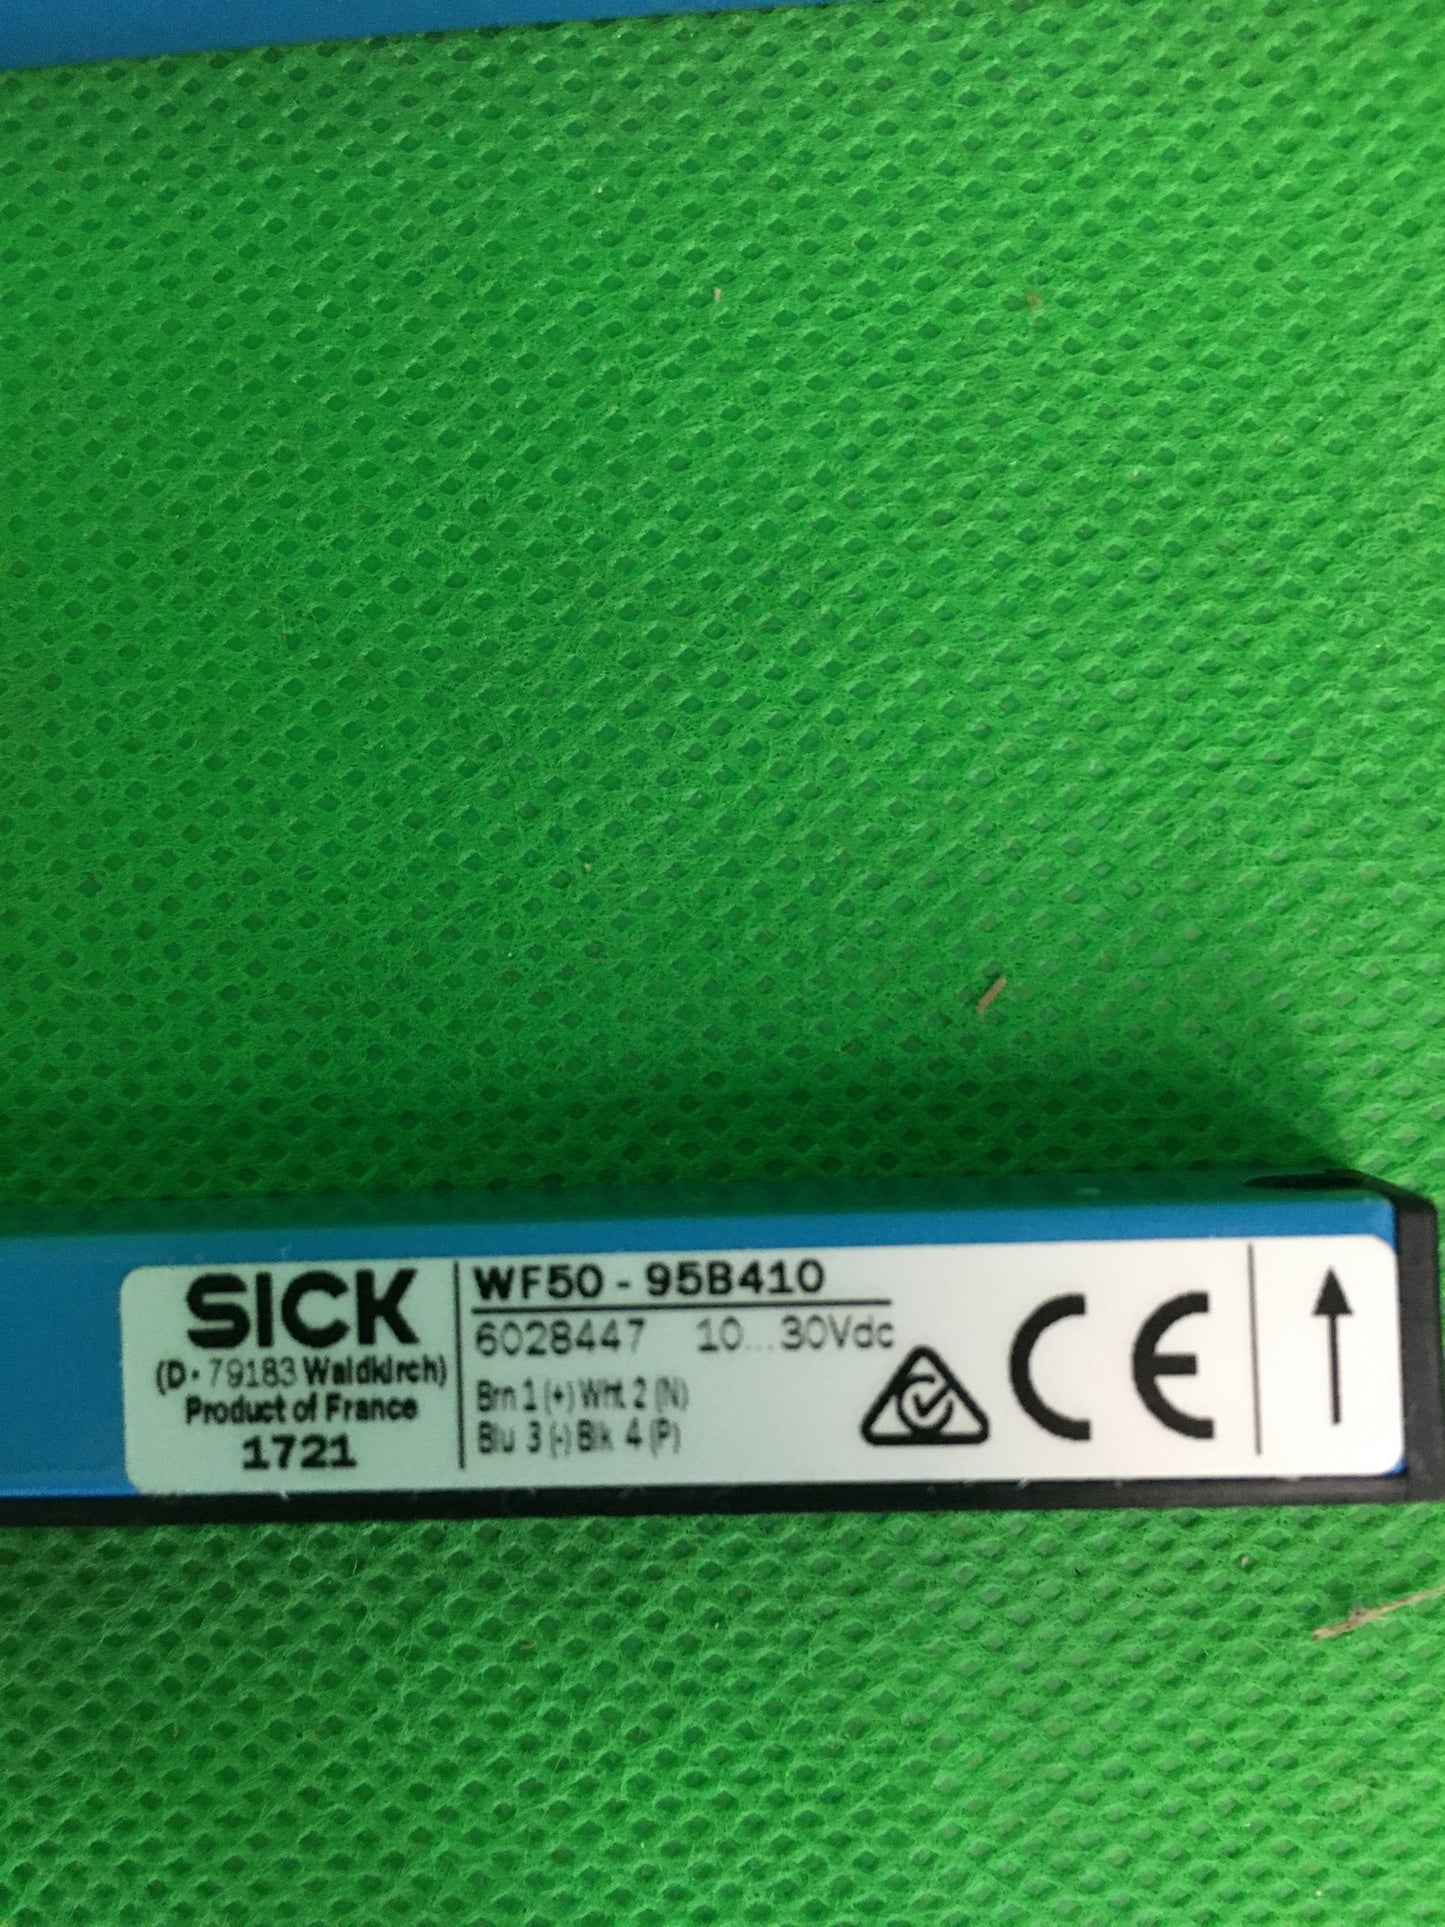 SICK
(D - 79183 Waldkirch)
Product of France
1721
WF50 - 95B410
6028447 10...30Vdc
Brn 1 (+) Wht 2 (N)
Blu 3 (-) Blk 4 (P)
CE